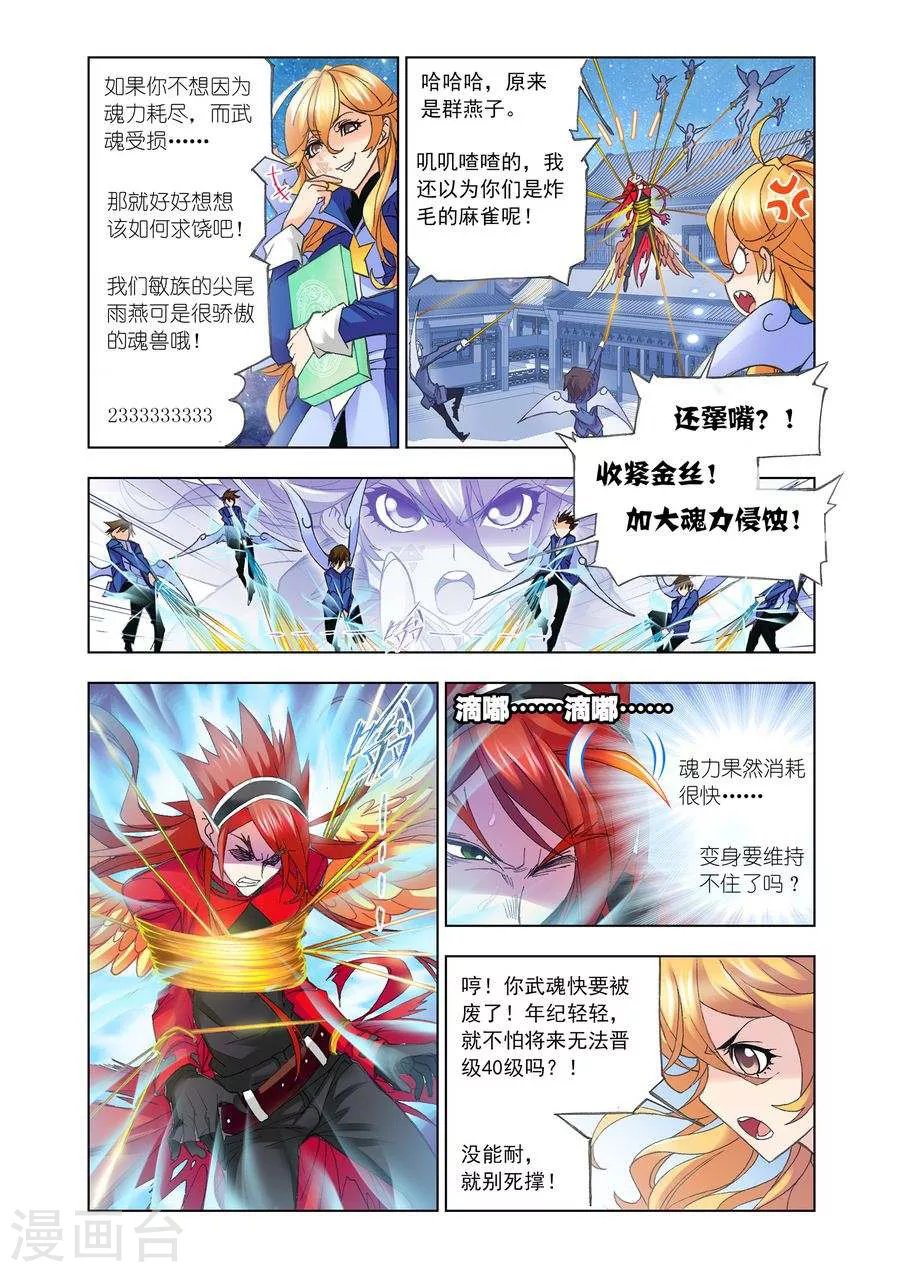 如果你不想因为
魂力耗尽，而武
魂受损……
那就好好想想
该如何求饶吧！
我们敏族的尖尾
雨燕可是很骄傲
的魂兽哦！
2333333333
哈哈哈，原来
是群燕子。
叽叽喳喳的，我
还以为你们是炸
毛的麻雀呢！
还犟嘴？！
收紧金丝！
加大魂力侵蚀！
滴嘟……滴嘟……
魂力果然消耗
很快……
变身要维持
不住了吗？
哼！你武魂快要被
废了！年纪轻轻，
就不怕将来无法晋
级40级吗？！
没能耐，
就别死撑！
漫画台